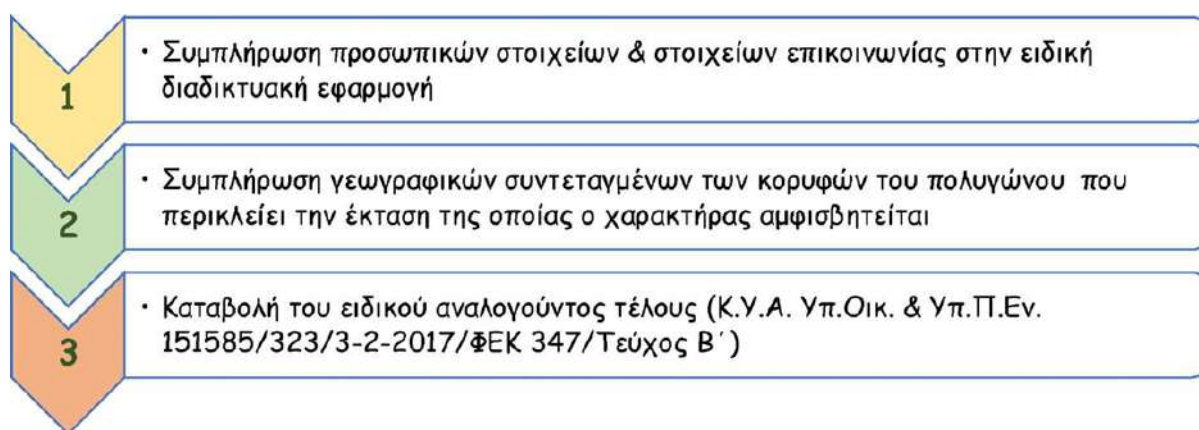 1
• Συμπλήρωση προσωπικών στοιχείων & στοιχείων επικοινωνίας στην ειδική
διαδικτυακή εφαρμογή
2
• Συμπλήρωση γεωγραφικών συντεταγμένων των κορυφών του πολυγώνου που
περικλείει την έκταση της οποίας ο χαρακτήρας αμφισβητείται
3
• Καταβολή του ειδικού αναλογούντος τέλους (Κ.Υ.Α. Υπ.Οικ. & Υπ.Π.Εν.
151585/323/3-2-2017/ΦΕΚ 347/Τεύχος Β΄)